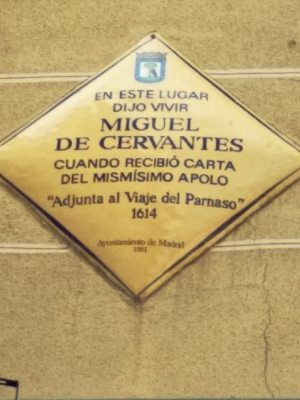 EN ESTE LUGAR
DIJO VIVIR
MIGUEL
DE CERVANTES
CUANDO RECIBIÓ CARTA
DEL MISMÍSIMO APOLO
"Adjunta al Viaje del Parnaso"
1614
Ayuntamiento de Madrid
1991